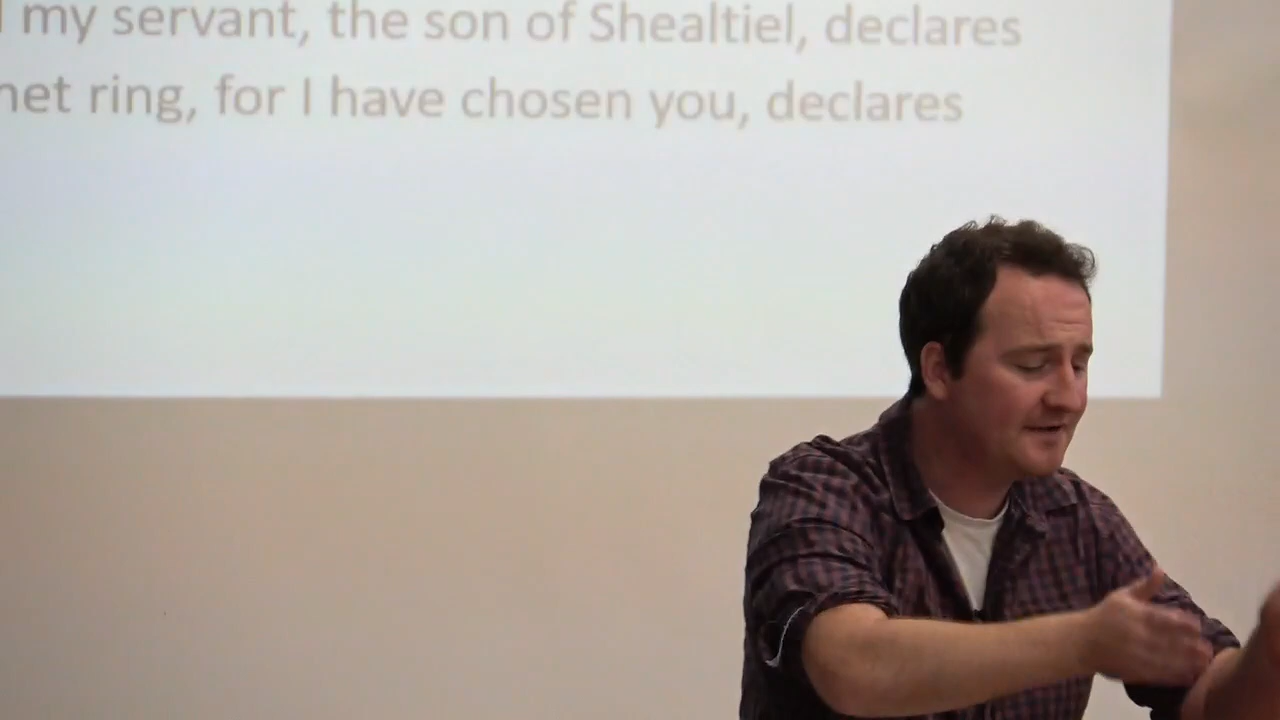 my servant, the son of Shealtiel, declares
ring, for I have chosen you, declares